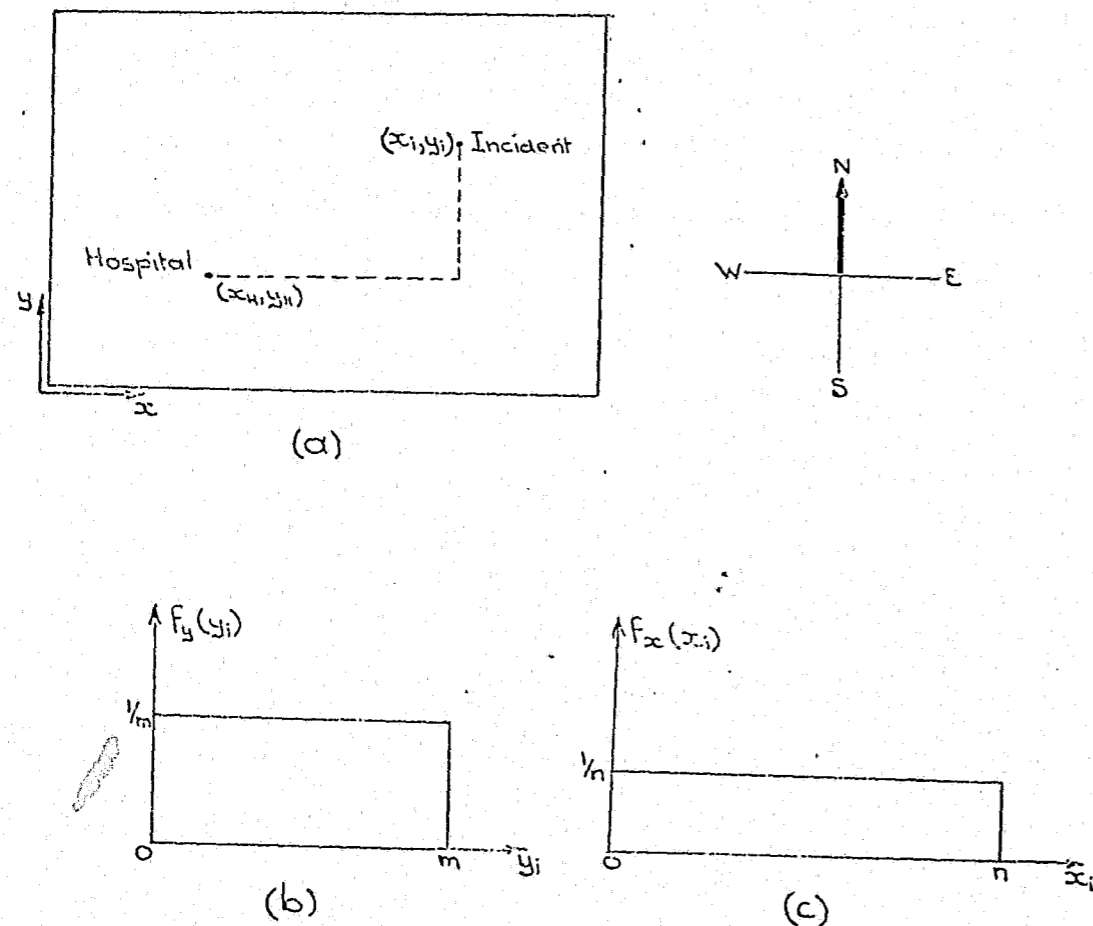 (xi,yi) Incident
N
Hospital
(xH,yH)
W E
y
x
S
(a)
fy(yi)
fx(xi)
1/m
1/n
0 m yi
0 n xi
(b)
(c)